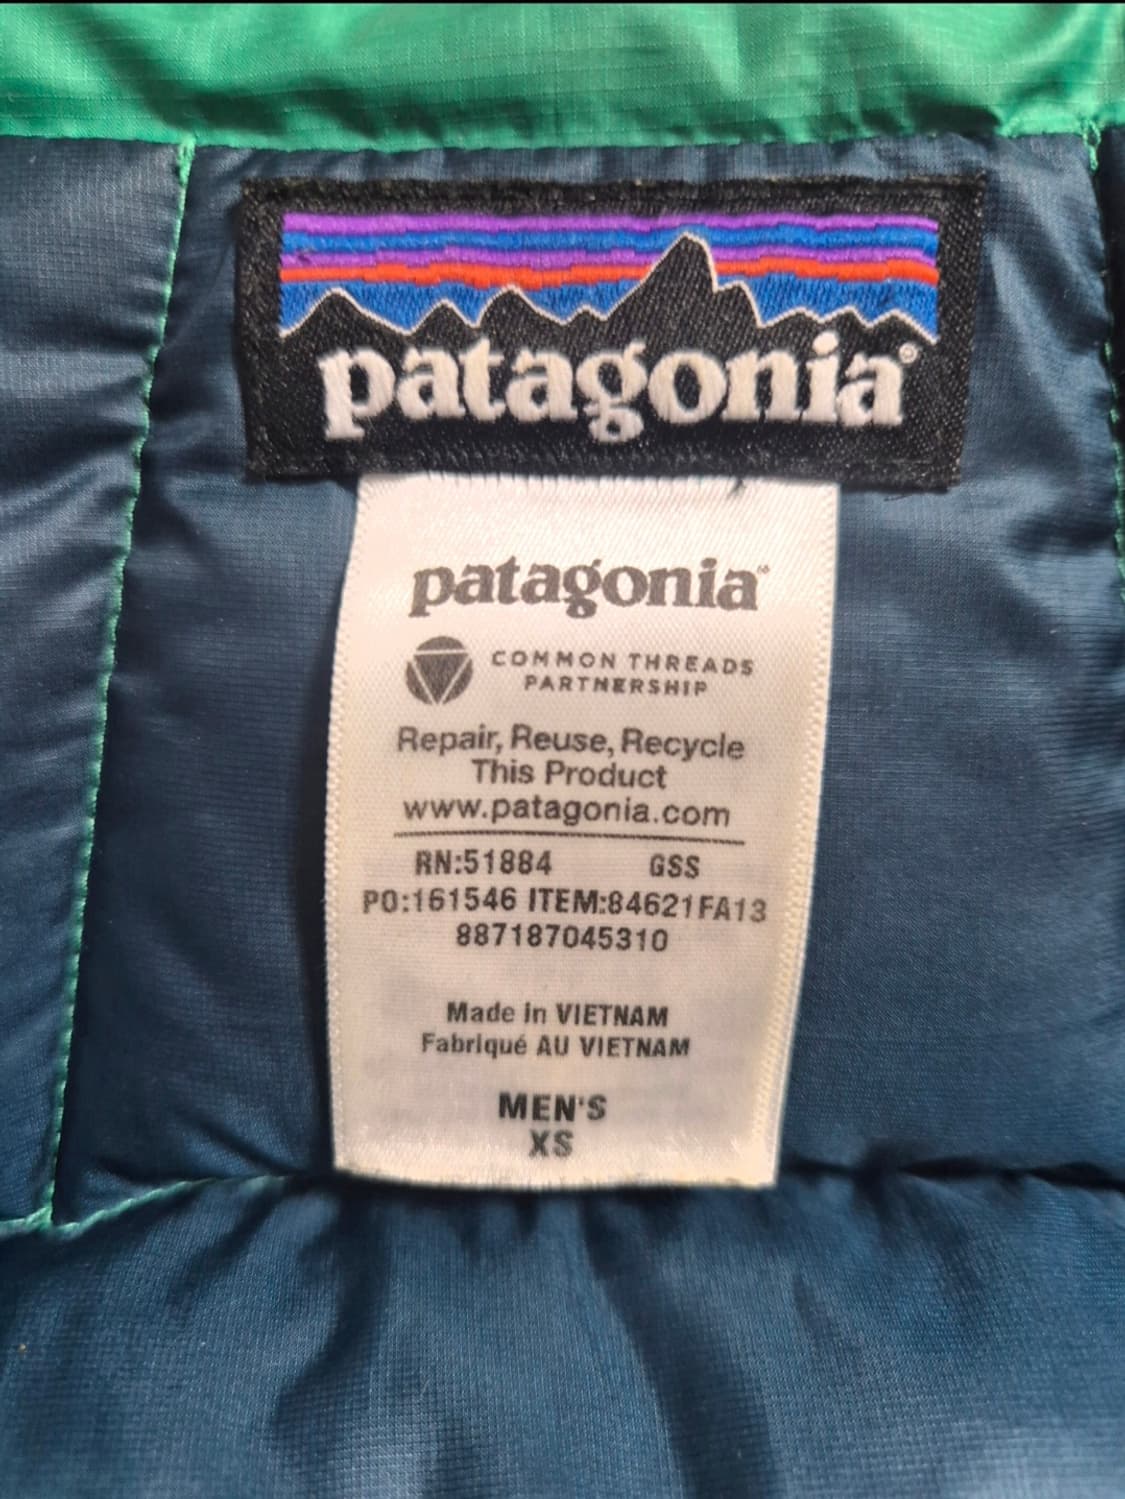 patagonia®
patagonia®
COMMON THREADS
PARTNERSHIP
Repair, Reuse, Recycle
This Product
www.patagonia.com
RN:51884 GSS
PO:161546 ITEM:84621FA13
887187045310
Made in VIETNAM
Fabriqué AU VIETNAM
MEN'S
XS